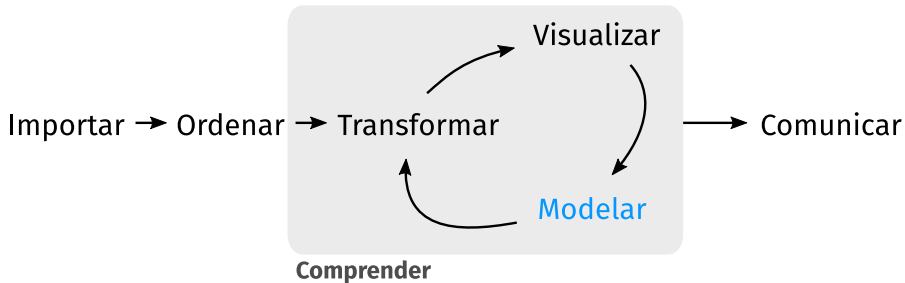 Visualizar
Importar Ordenar Transformar Comunicar
Modelar
Comprender